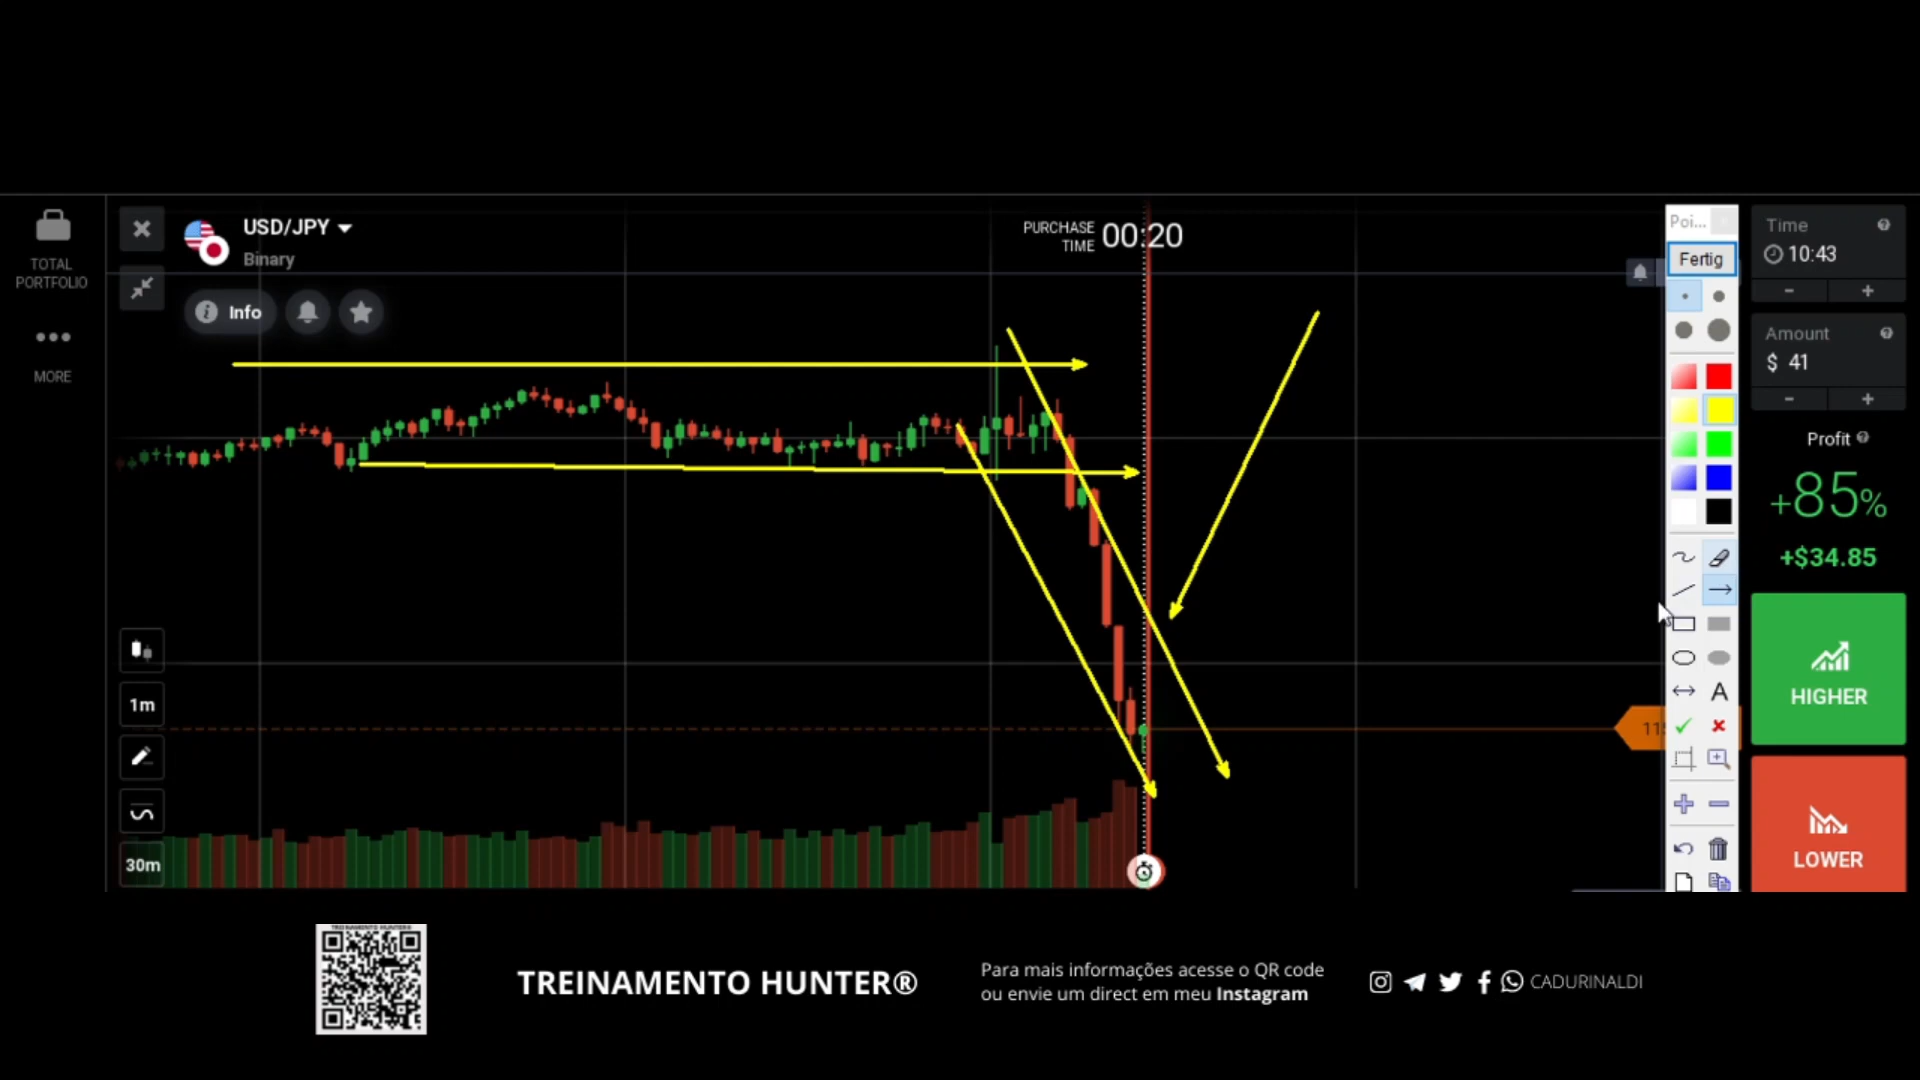 TOTAL
PORTFOLIO
MORE
USD/JPY
Binary
Info
PURCHASE
TIME
00:20
1m
30m
Poi...
Fertig
A
Time
10:43
-
+
Amount
$ 41
-
+
Profit
+85%
+$34.85
HIGHER
LOWER
TREINAMENTO HUNTER®
Para mais informações acesse o QR code
ou envie um direct em meu Instagram
CADURINALDI